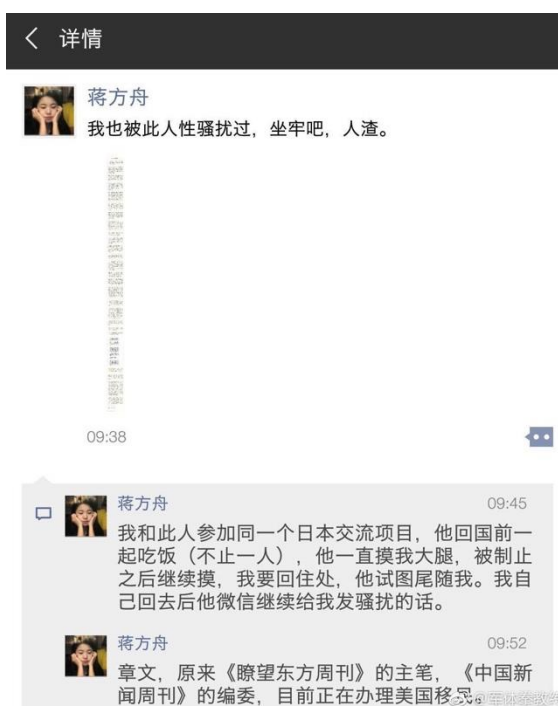 详情
蒋方舟
我也被此人性骚扰过，坐牢吧，人渣。
09:38
蒋方舟
09:45
我和此人参加同一个日本交流项目，他回国前一
起吃饭（不止一人），他一直摸我大腿，被制止
之后继续摸，我要回住处，他试图尾随我。我自
己回去后他微信继续给我发骚扰的话。
蒋方舟
09:52
章文，原来《瞭望东方周刊》的主笔，《中国新
闻周刊》的编委，目前正在办理美国移民。